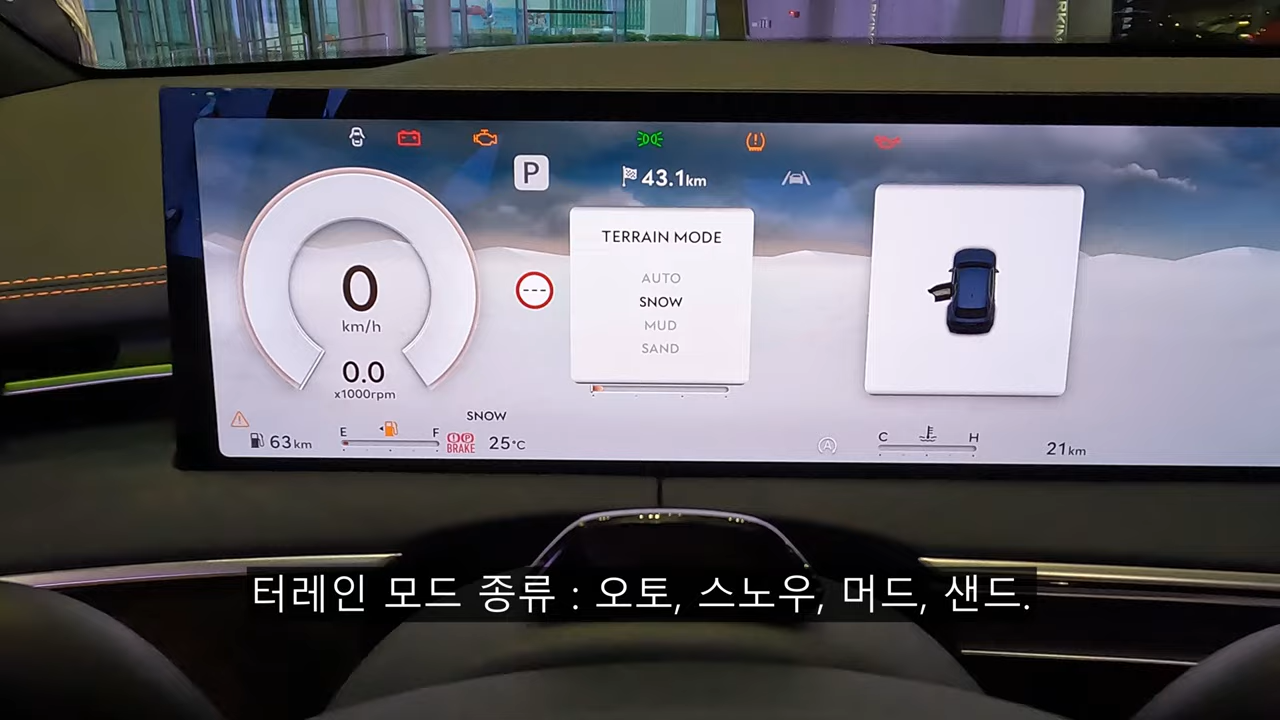 P
43.1km
TERRAIN MODE
AUTO
SNOW
MUD
SAND
0
km/h
0.0
x1000rpm
---
SNOW
63km
E
F
BRAKE
25°C
A
C
H
21km
터레인 모드 종류 : 오토, 스노우, 머드, 샌드.